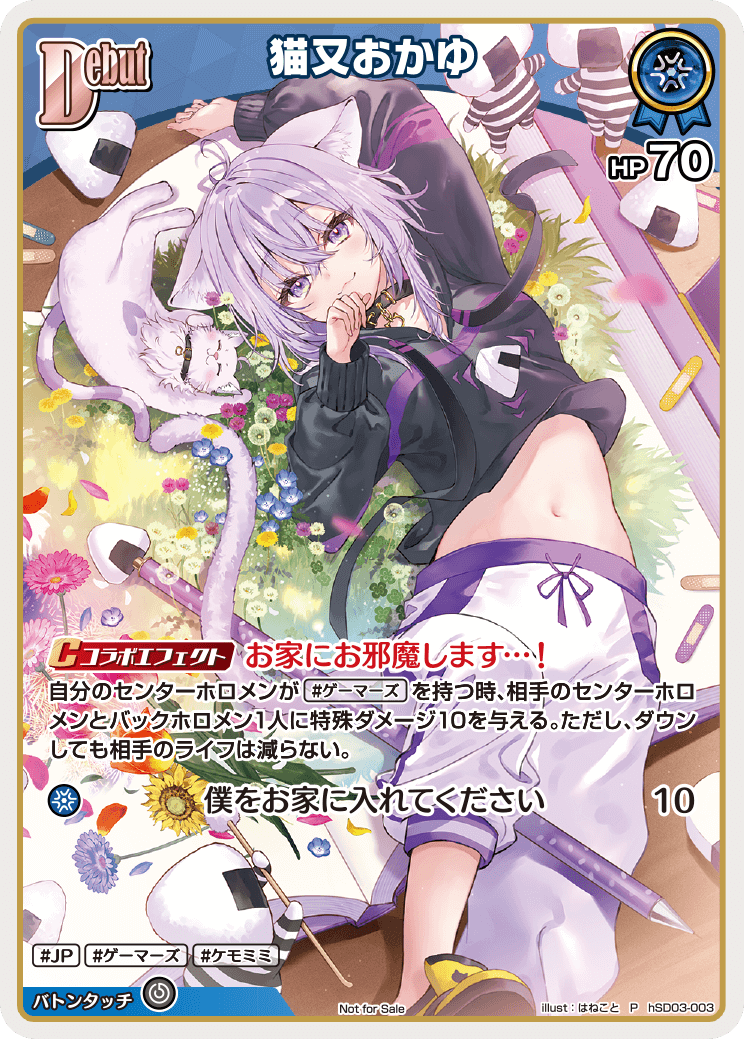 Debut
猫又おかゆ
HP 70
Cコラボエフェクト お家にお邪魔します…!
自分のセンターホロメンが #ゲーマーズ を持つ時、相手のセンターホロ
メンとバックホロメン1人に特殊ダメージ10を与える。ただし、ダウン
しても相手のライフは減らない。
僕をお家に入れてください 10
#JP #ゲーマーズ #ケモミミ
バトンタッチ
Not for Sale
illust:はねこと P hSD03-003